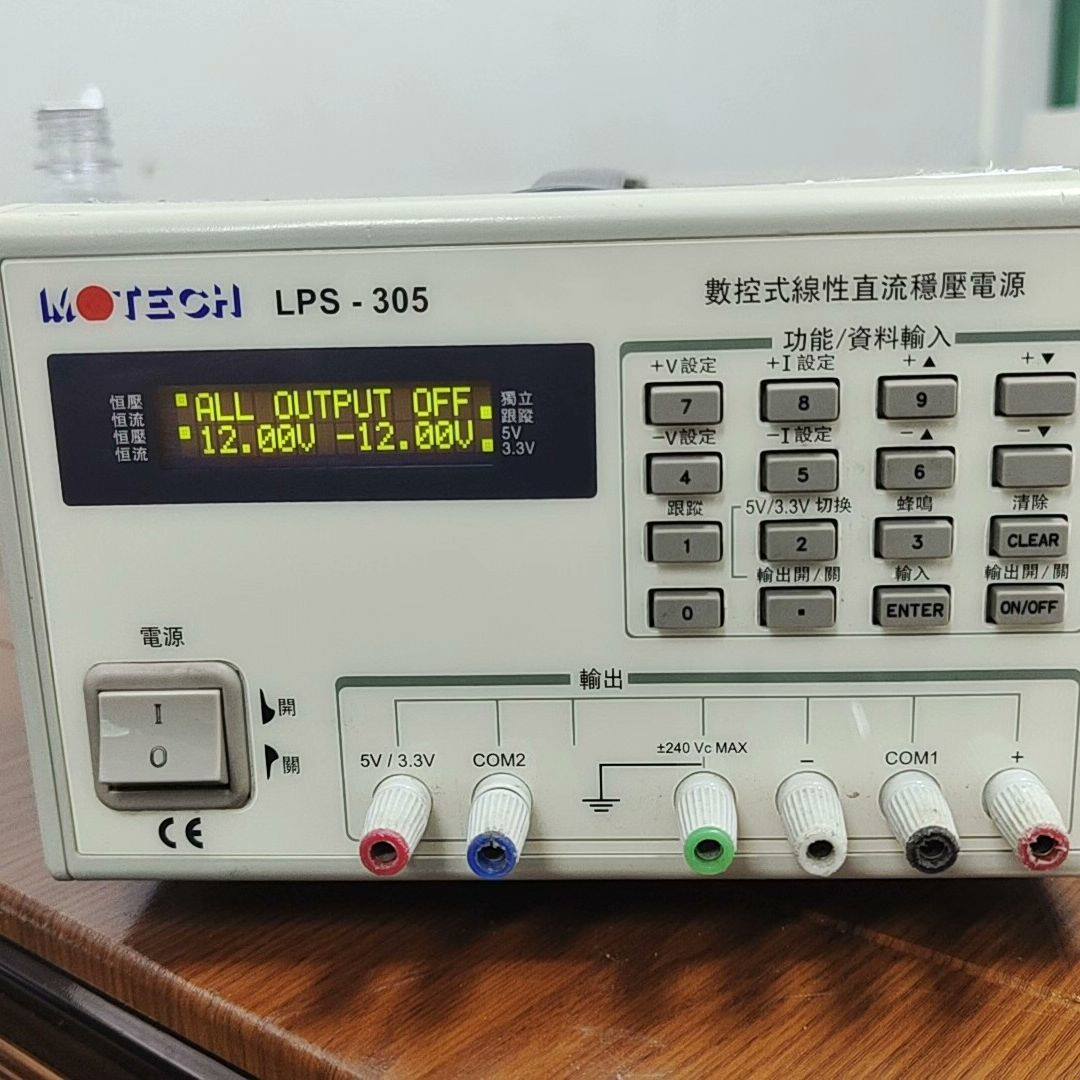 MOTECH LPS - 305
數控式線性直流穩壓電源
恒壓
恒流
恒壓
恒流
ALL OUTPUT OFF
12.00V -12.00V
獨立
跟蹤
5V
3.3V
功能/資料輸入
+V設定 +I設定 +▲ +▼
7 8 9
-V設定 -I設定 -▲ -▼
4 5 6
跟蹤 5V/3.3V 切換 蜂鳴 清除
1 2 3 CLEAR
輸出開/關 輸入 輸出開/關
0 . ENTER ON/OFF
電源
I
O
開
關
CE
輸出
5V / 3.3V COM2 ±240 Vc MAX − COM1 +